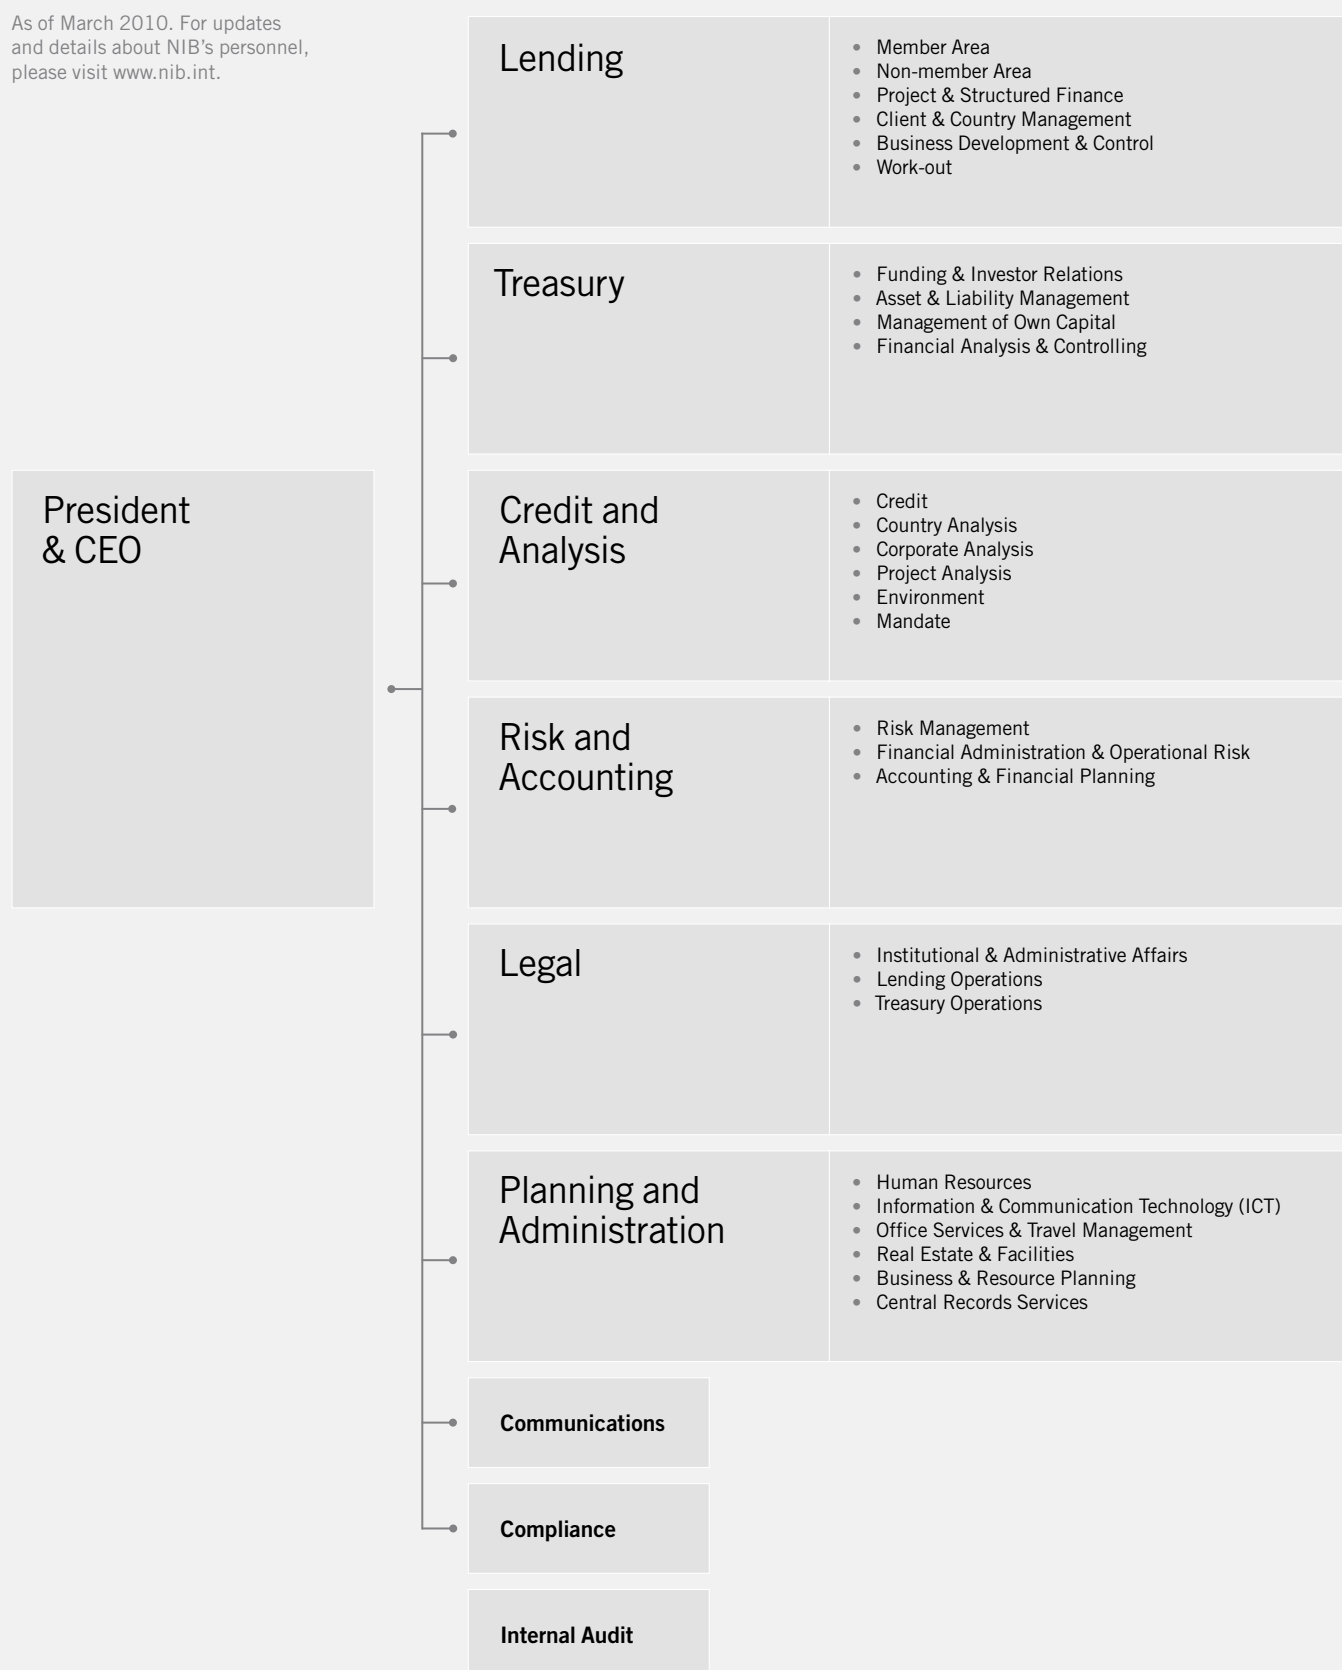 As of March 2010. For updates
and details about NIB's personnel,
please visit www.nib.int.
President
& CEO
Lending
• Member Area
• Non-member Area
• Project & Structured Finance
• Client & Country Management
• Business Development & Control
• Work-out
Treasury
• Funding & Investor Relations
• Asset & Liability Management
• Management of Own Capital
• Financial Analysis & Controlling
Credit and
Analysis
• Credit
• Country Analysis
• Corporate Analysis
• Project Analysis
• Environment
• Mandate
Risk and
Accounting
• Risk Management
• Financial Administration & Operational Risk
• Accounting & Financial Planning
Legal
• Institutional & Administrative Affairs
• Lending Operations
• Treasury Operations
Planning and
Administration
• Human Resources
• Information & Communication Technology (ICT)
• Office Services & Travel Management
• Real Estate & Facilities
• Business & Resource Planning
• Central Records Services
Communications
Compliance
Internal Audit